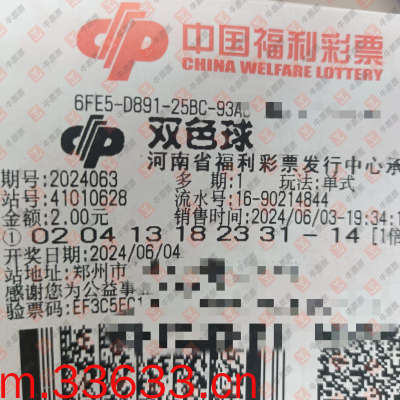 中国福利彩票
CHINA WELFARE LOTTERY
6FE5-D891-25BC-93A
双色球
河南省福利彩票发行中心承
期号:2024063 多期:1 玩法:单式
站号:41010628 流水号:16-90214844
金额:2.00元 销售时间:2024/06/03-19:34:1
① 02 04 13 18 23 31 - 14 [1倍
开奖日期:2024/06/04
站地址:郑州市
感谢您为公益事
验票码:EF3C5EC1
m.33633.cn